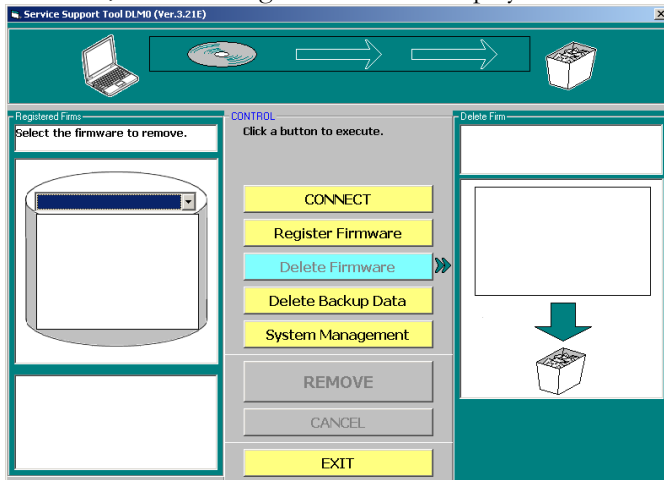 Service Support Tool DLM0 (Ver.3.21E)
Registered Firms
Select the firmware to remove.
CONTROL
Click a button to execute.
CONNECT
Register Firmware
Delete Firmware
Delete Backup Data
System Management
REMOVE
CANCEL
EXIT
Delete Firm